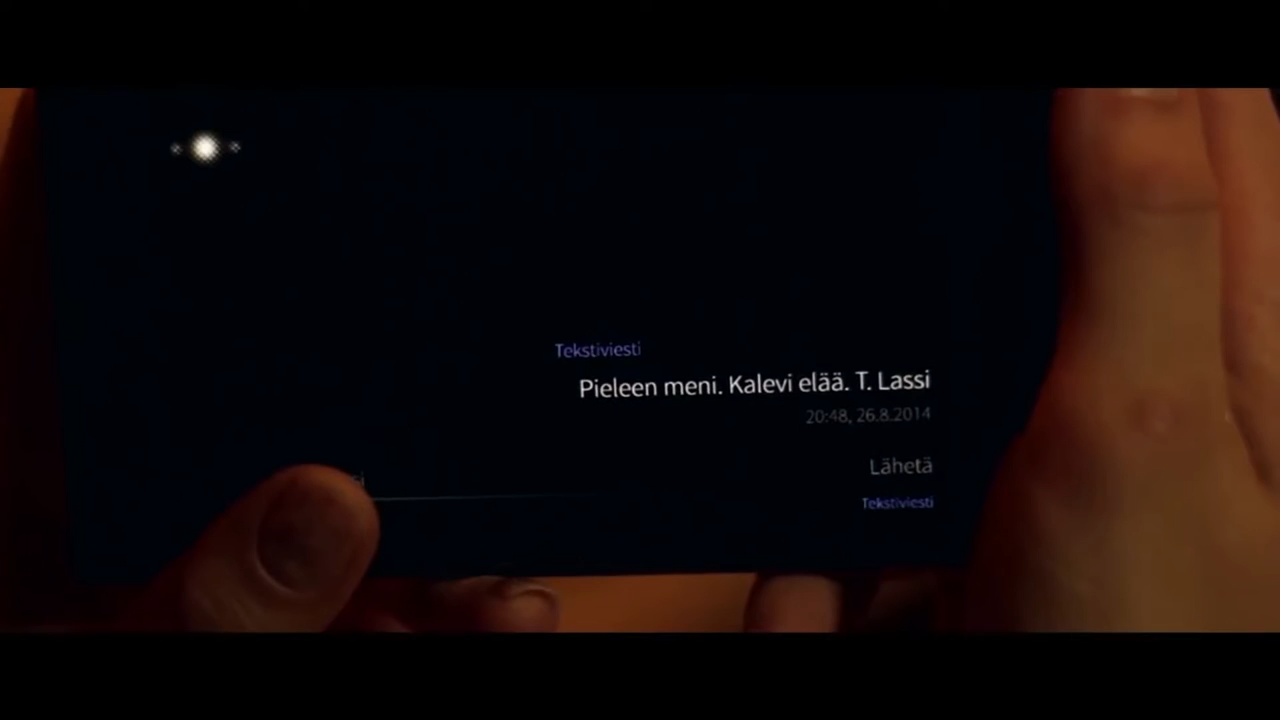 Tekstiviesti
Pieleen meni. Kalevi elää. T. Lassi
20:48, 26.8.2014
Lähetä
Tekstiviesti